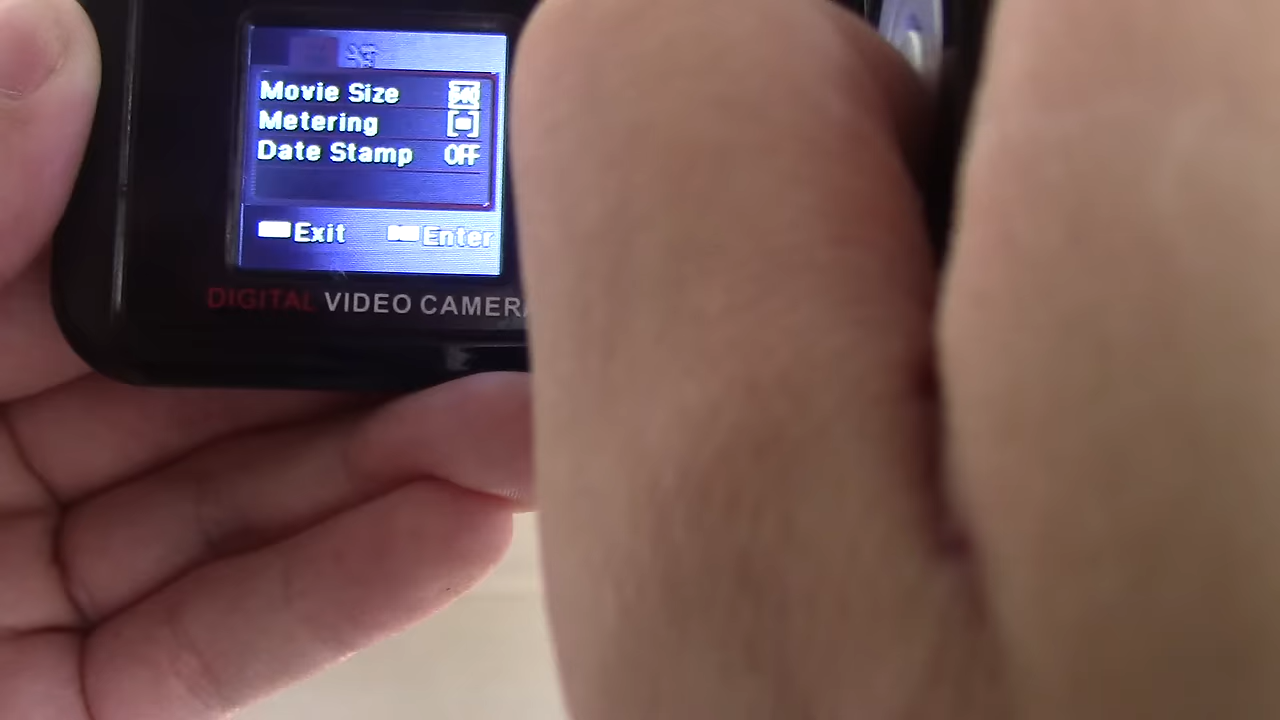 Movie Size
Metering
Date Stamp OFF
Exit Enter
DIGITAL VIDEO CAMERA